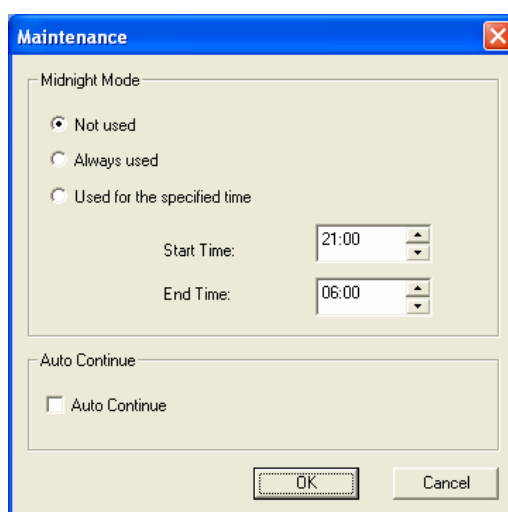 Maintenance
Midnight Mode
Not used
Always used
Used for the specified time
Start Time: 21:00
End Time: 06:00
Auto Continue
Auto Continue
OK Cancel